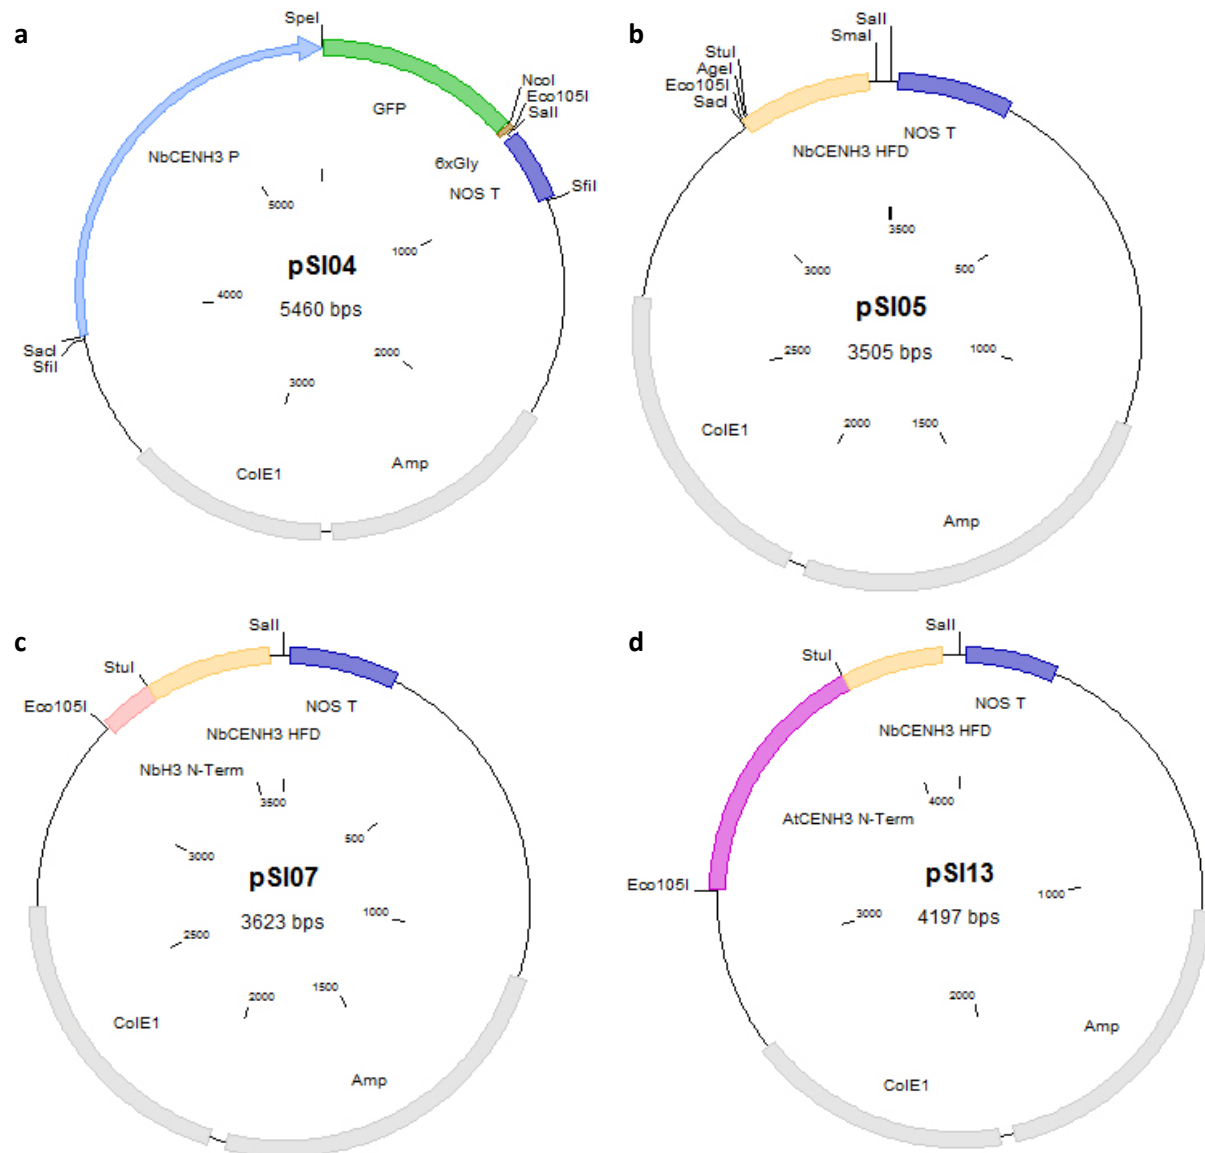 a
SpeI
NcoI
Eco105I
SalI
GFP
6xGly
NOS T
SfiI
NbCENH3 P
5000
1000
pSI04
5460 bps
4000
2000
3000
SacI
SfiI
ColE1
Amp
b
SalI
SmaI
StuI
AgeI
Eco105I
SacI
NOS T
NbCENH3 HFD
3500
500
3000
pSI05
3505 bps
2500
1000
2000
1500
ColE1
Amp
c
SalI
StuI
Eco105I
NOS T
NbCENH3 HFD
NbH3 N-Term
3500
500
3000
pSI07
3623 bps
2500
1000
2000
1500
ColE1
Amp
d
SalI
StuI
NOS T
NbCENH3 HFD
4000
AtCENH3 N-Term
Eco105I
pSI13
4197 bps
1000
3000
2000
Amp
ColE1